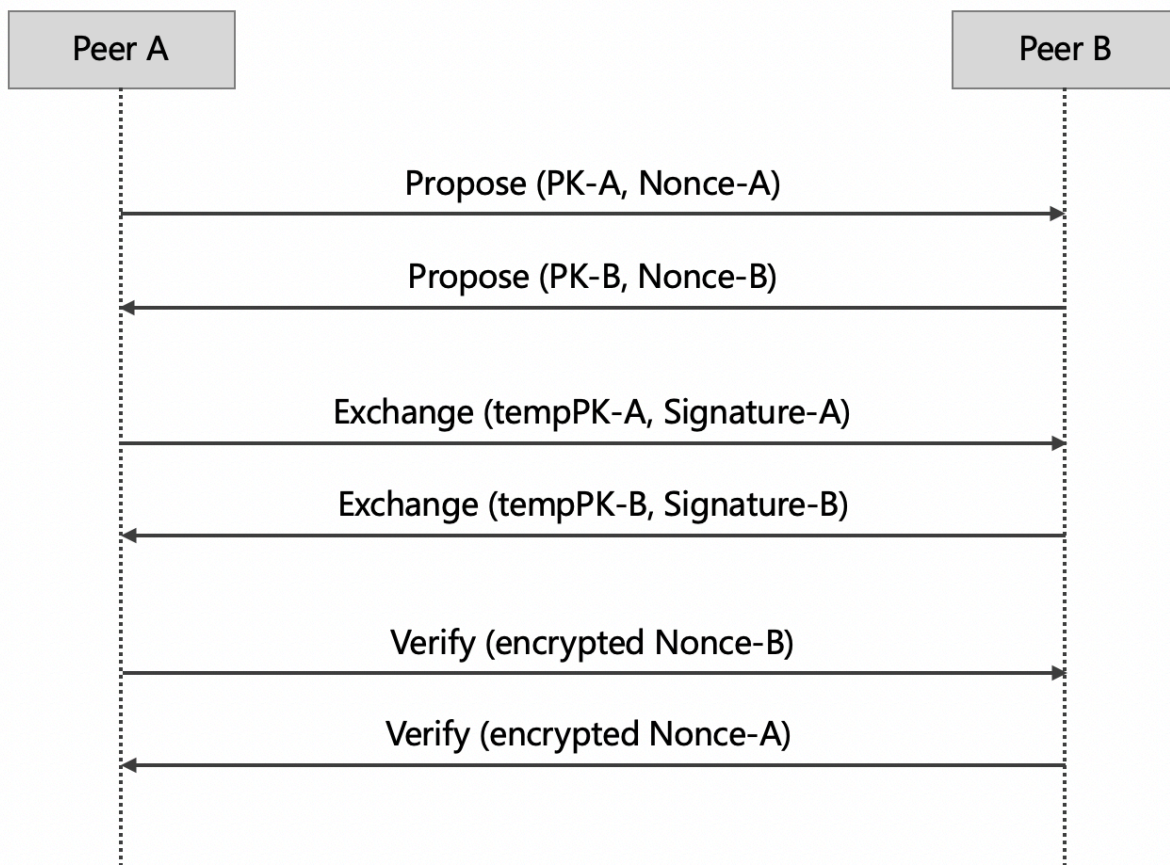 Peer A
Peer B
Propose (PK-A, Nonce-A)
Propose (PK-B, Nonce-B)
Exchange (tempPK-A, Signature-A)
Exchange (tempPK-B, Signature-B)
Verify (encrypted Nonce-B)
Verify (encrypted Nonce-A)